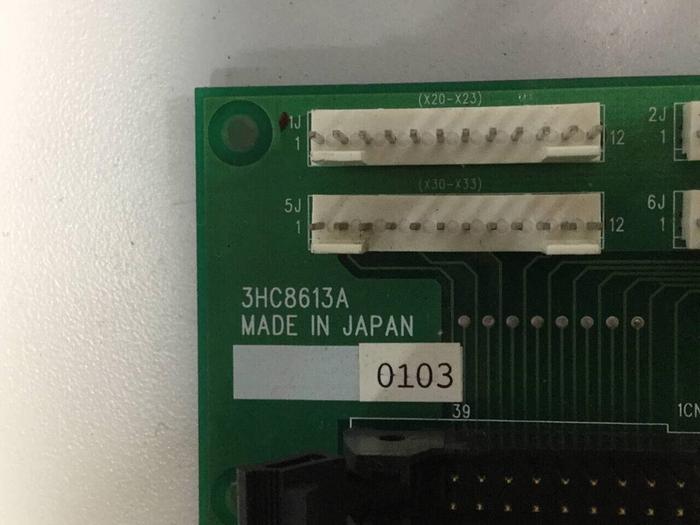 (X20-X23)
1J
2J
1
12
1
(X30-X33)
5J
6J
1
12
1
3HC8613A
MADE IN JAPAN
0103
39
1CN